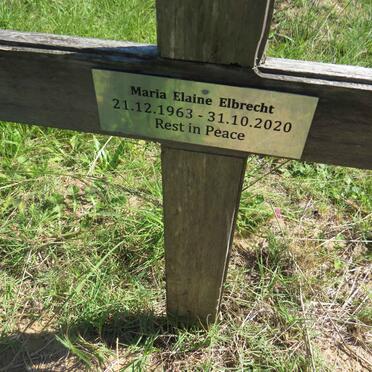 Maria Elaine Elbrecht
21.12.1963 - 31.10.2020
Rest in Peace